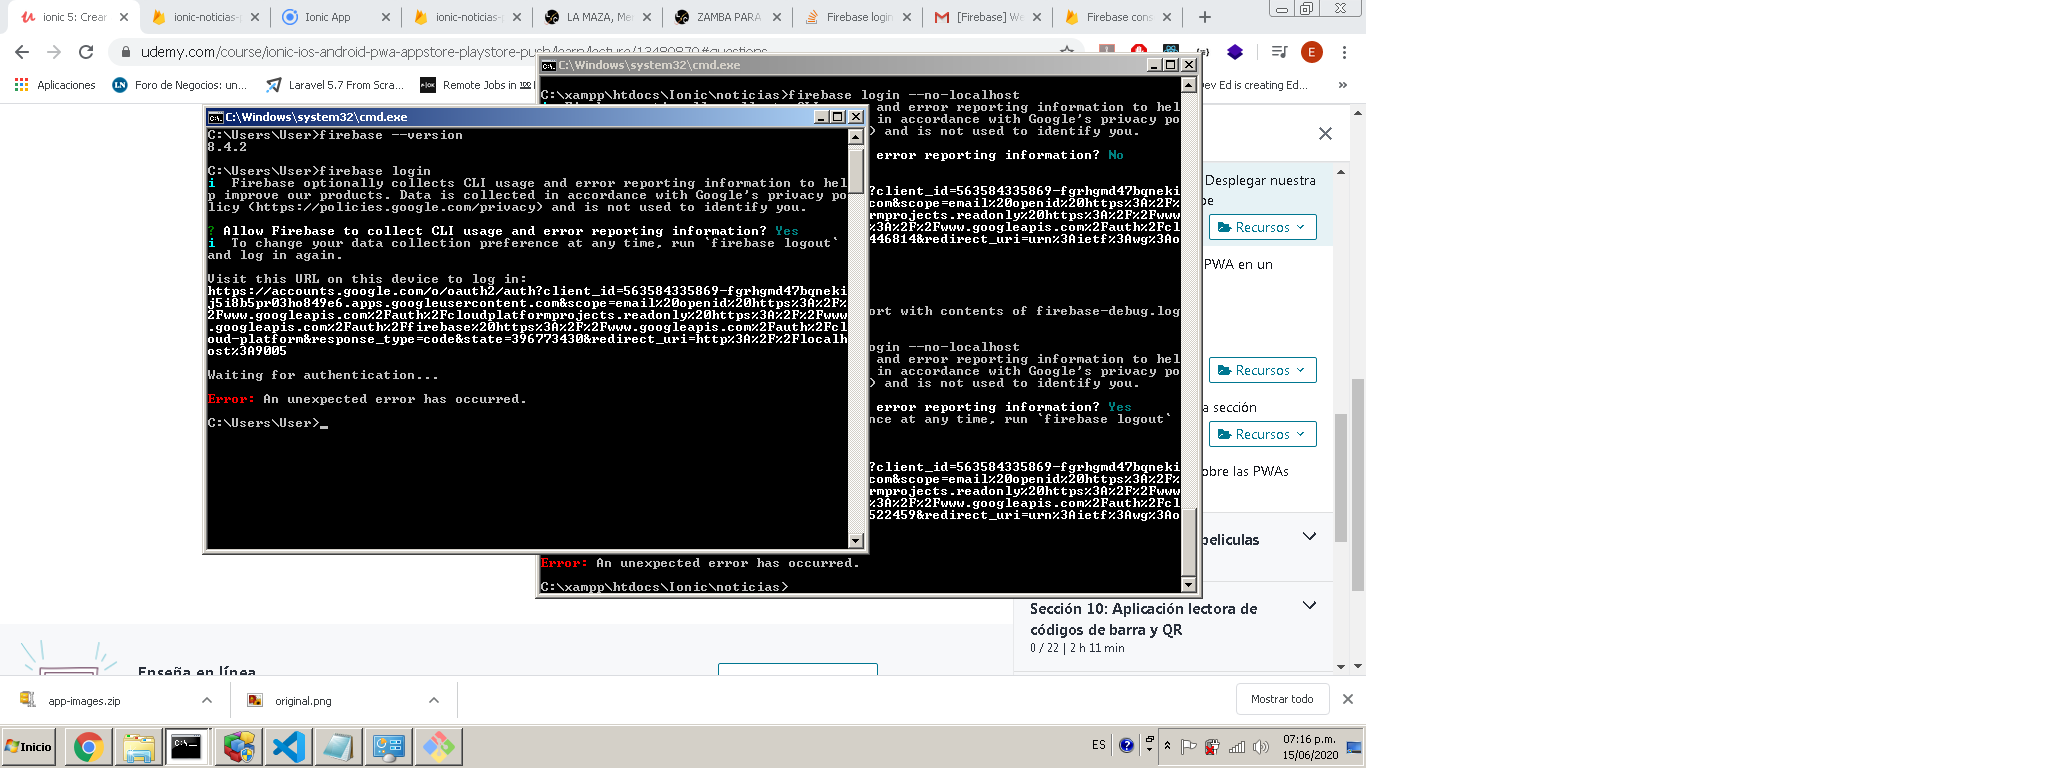 ionic 5: Crear
ionic-noticias-p
Ionic App
ionic-noticias-p
LA MAZA, Mer
ZAMBA PARA
Firebase login
[Firebase] We
Firebase cons
udemy.com/course/ionic-ios-android-pwa-appstore-playstore-push/learn/lecture/13489870#questions
E
Aplicaciones
LN
Foro de Negocios: un...
Laravel 5.7 From Scra...
Remote Jobs in
Dev Ed is creating Ed...
»
C:\Windows\system32\cmd.exe
C:\xampp\htdocs\Ionic\noticias>firebase login --no-localhost
and error reporting information to hel
in accordance with Google's privacy po
) and is not used to identify you.
error reporting information? No
?client_id=563584335869-fgrhgmd47bqneki
com&scope=email%20openid%20https%3A%2F%
rmprojects.readonly%20https%3A%2F%2Fwww
%3A%2F%2Fwww.googleapis.com%2Fauth%2Fcl
446814&redirect_uri=urn%3Aietf%3Awg%3Ao
ort with contents of firebase-debug.log
ogin --no-localhost
and error reporting information to hel
in accordance with Google's privacy po
) and is not used to identify you.
error reporting information? Yes
nce at any time, run `firebase logout`
?client_id=563584335869-fgrhgmd47bqneki
com&scope=email%20openid%20https%3A%2F%
rmprojects.readonly%20https%3A%2F%2Fwww
%3A%2F%2Fwww.googleapis.com%2Fauth%2Fcl
522459&redirect_uri=urn%3Aietf%3Awg%3Ao
Error: An unexpected error has occurred.
C:\xampp\htdocs\Ionic\noticias>
C:\Windows\system32\cmd.exe
C:\Users\User>firebase --version
8.4.2
C:\Users\User>firebase login
i  Firebase optionally collects CLI usage and error reporting information to hel
p improve our products. Data is collected in accordance with Google's privacy po
licy (https://policies.google.com/privacy) and is not used to identify you.
? Allow Firebase to collect CLI usage and error reporting information? Yes
i  To change your data collection preference at any time, run `firebase logout`
and log in again.
Visit this URL on this device to log in:
https://accounts.google.com/o/oauth2/auth?client_id=563584335869-fgrhgmd47bqneki
j5i8b5pr03ho849e6.apps.googleusercontent.com&scope=email%20openid%20https%3A%2F%
2Fwww.googleapis.com%2Fauth%2Fcloudplatformprojects.readonly%20https%3A%2F%2Fwww
.googleapis.com%2Fauth%2Ffirebase%20https%3A%2F%2Fwww.googleapis.com%2Fauth%2Fcl
oud-platform&response_type=code&state=396773430&redirect_uri=http%3A%2F%2Flocalh
ost%3A9005
Waiting for authentication...
Error: An unexpected error has occurred.
C:\Users\User>_
Desplegar nuestra
be
Recursos
PWA en un
Recursos
a sección
Recursos
obre las PWAs
peliculas
Sección 10: Aplicación lectora de
códigos de barra y QR
0 / 22 | 2 h 11 min
Enseña en línea
app-images.zip
original.png
Mostrar todo
Inicio
ES
07:16 p.m.
15/06/2020